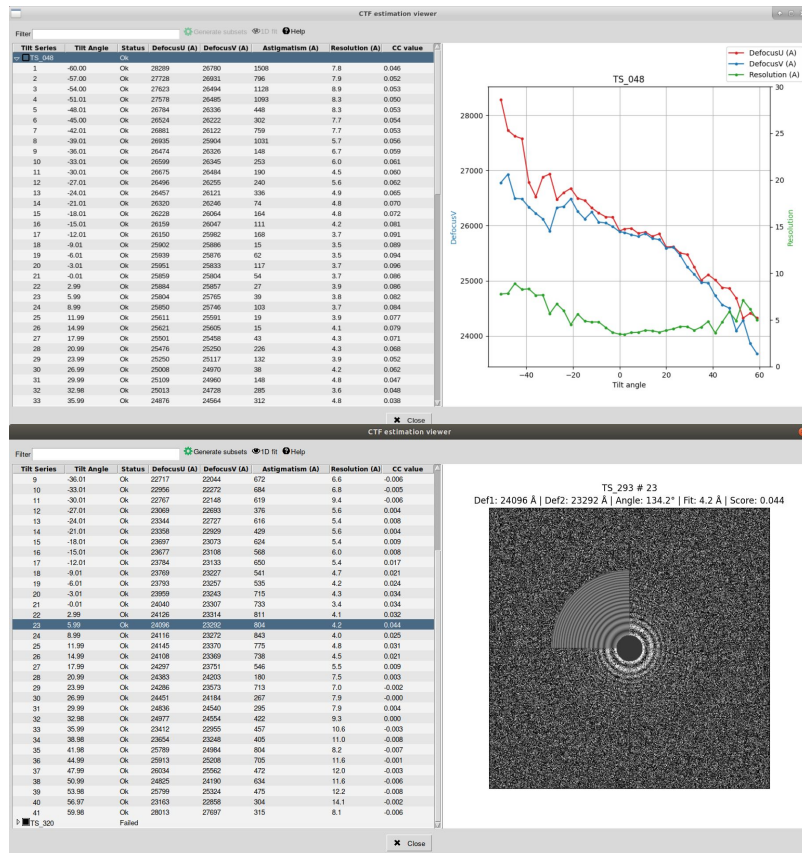 CTF estimation viewer
Filter Generate subsets 1D fit Help
Tilt Series Tilt Angle Status DefocusU (A) DefocusV (A) Astigmatism (A) Resolution (A) CC value
TS_048 Ok
1 -60.00 Ok 28289 26780 1508 7.8 0.046
2 -57.00 Ok 27728 26931 796 7.9 0.052
3 -54.00 Ok 27623 26494 1128 8.9 0.053
4 -51.01 Ok 27578 26485 1093 8.3 0.050
5 -48.01 Ok 26784 26336 448 8.3 0.053
6 -45.00 Ok 26524 26222 302 7.7 0.054
7 -42.01 Ok 26881 26122 759 7.7 0.053
8 -39.01 Ok 26935 25904 1031 5.7 0.056
9 -36.01 Ok 26474 26326 148 6.7 0.059
10 -33.01 Ok 26599 26345 253 6.0 0.061
11 -30.01 Ok 26675 26484 190 4.5 0.060
12 -27.01 Ok 26496 26255 240 5.6 0.062
13 -24.01 Ok 26457 26121 336 4.9 0.065
14 -21.01 Ok 26320 26246 74 4.8 0.070
15 -18.01 Ok 26228 26064 164 4.8 0.072
16 -15.01 Ok 26159 26047 111 4.2 0.081
17 -12.01 Ok 26150 25982 168 3.7 0.091
18 -9.01 Ok 25902 25886 15 3.5 0.089
19 -6.01 Ok 25939 25876 62 3.5 0.094
20 -3.01 Ok 25951 25833 117 3.7 0.096
21 -0.01 Ok 25859 25804 54 3.7 0.086
22 2.99 Ok 25884 25857 27 3.9 0.086
23 5.99 Ok 25804 25765 39 3.8 0.082
24 8.99 Ok 25850 25746 103 3.7 0.084
25 11.99 Ok 25611 25591 19 3.9 0.077
26 14.99 Ok 25621 25605 15 4.1 0.079
27 17.99 Ok 25501 25458 43 4.3 0.071
28 20.99 Ok 25476 25250 226 4.3 0.068
29 23.99 Ok 25250 25117 132 3.9 0.052
30 26.99 Ok 25008 24970 38 4.2 0.062
31 29.99 Ok 25109 24960 148 4.8 0.047
32 32.98 Ok 25013 24728 285 3.6 0.048
33 35.99 Ok 24876 24564 312 4.8 0.038
TS_048
DefocusU (A)
DefocusV (A)
Resolution (A)
28000
27000
26000
25000
24000
DefocusV
30
25
20
15
10
5
0
Resolution
-40 -20 0 20 40 60
Tilt angle
Close
CTF estimation viewer
Filter Generate subsets 1D fit Help
Tilt Series Tilt Angle Status DefocusU (A) DefocusV (A) Astigmatism (A) Resolution (A) CC value
9 -36.01 Ok 22717 22044 672 6.6 -0.006
10 -33.01 Ok 22956 22272 684 6.8 -0.005
11 -30.01 Ok 22767 22148 619 9.4 -0.006
12 -27.01 Ok 23069 22693 376 5.6 0.004
13 -24.01 Ok 23344 22727 616 5.4 0.008
14 -21.01 Ok 23358 22929 429 5.6 0.004
15 -18.01 Ok 23697 23073 624 5.4 0.009
16 -15.01 Ok 23677 23108 568 6.0 0.008
17 -12.01 Ok 23784 23133 650 5.4 0.017
18 -9.01 Ok 23769 23227 541 4.7 0.021
19 -6.01 Ok 23793 23257 535 4.2 0.024
20 -3.01 Ok 23959 23243 715 4.3 0.034
21 -0.01 Ok 24040 23307 733 3.4 0.034
22 2.99 Ok 24126 23314 811 4.1 0.032
23 5.99 Ok 24096 23292 804 4.2 0.044
24 8.99 Ok 24116 23272 843 4.0 0.025
25 11.99 Ok 24145 23370 775 4.8 0.031
26 14.99 Ok 24108 23369 738 4.5 0.021
27 17.99 Ok 24297 23751 546 5.5 0.009
28 20.99 Ok 24383 24203 180 7.5 0.003
29 23.99 Ok 24286 23573 713 7.0 -0.002
30 26.99 Ok 24451 24184 267 7.9 -0.000
31 29.99 Ok 24836 24540 295 7.9 0.004
32 32.98 Ok 24977 24554 422 9.3 0.000
33 35.99 Ok 23412 22955 457 10.6 -0.003
34 38.98 Ok 23654 23248 405 11.0 -0.008
35 41.98 Ok 25789 24984 804 8.2 -0.007
36 44.99 Ok 25913 25208 705 11.6 -0.001
37 47.99 Ok 26034 25562 472 12.0 -0.003
38 50.99 Ok 24825 24190 634 11.6 -0.006
39 53.98 Ok 25799 25324 475 12.2 -0.008
40 56.97 Ok 23163 22858 304 14.1 -0.002
41 59.98 Ok 28013 27697 315 8.1 -0.006
TS_320 Failed
TS_293 # 23
Def1: 24096 Å | Def2: 23292 Å | Angle: 134.2° | Fit: 4.2 Å | Score: 0.044
Close